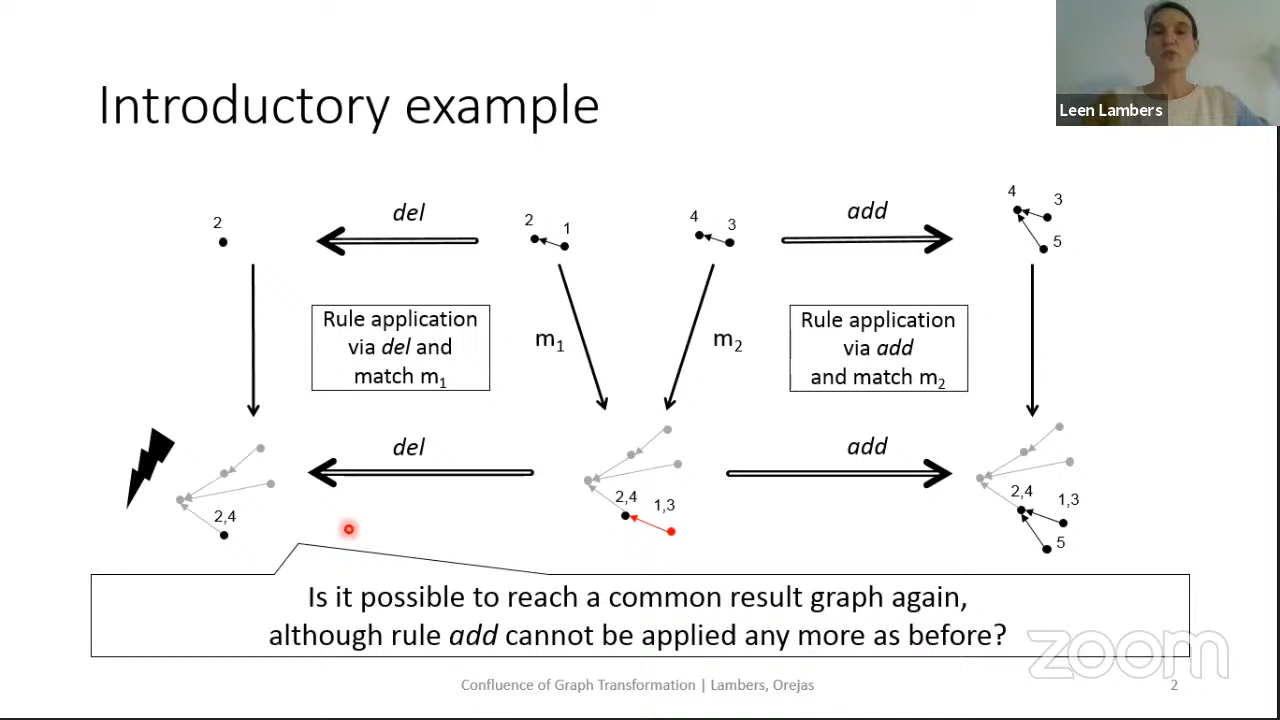 Leen Lambers
Introductory example
2
del
2
1
4
3
add
4
3
5
Rule application
via del and
match m₁
m₁
m₂
Rule application
via add
and match m₂
del
add
2,4
2,4
1,3
2,4
1,3
5
Is it possible to reach a common result graph again,
although rule add cannot be applied any more as before?
zoom
Confluence of Graph Transformation | Lambers, Orejas
2